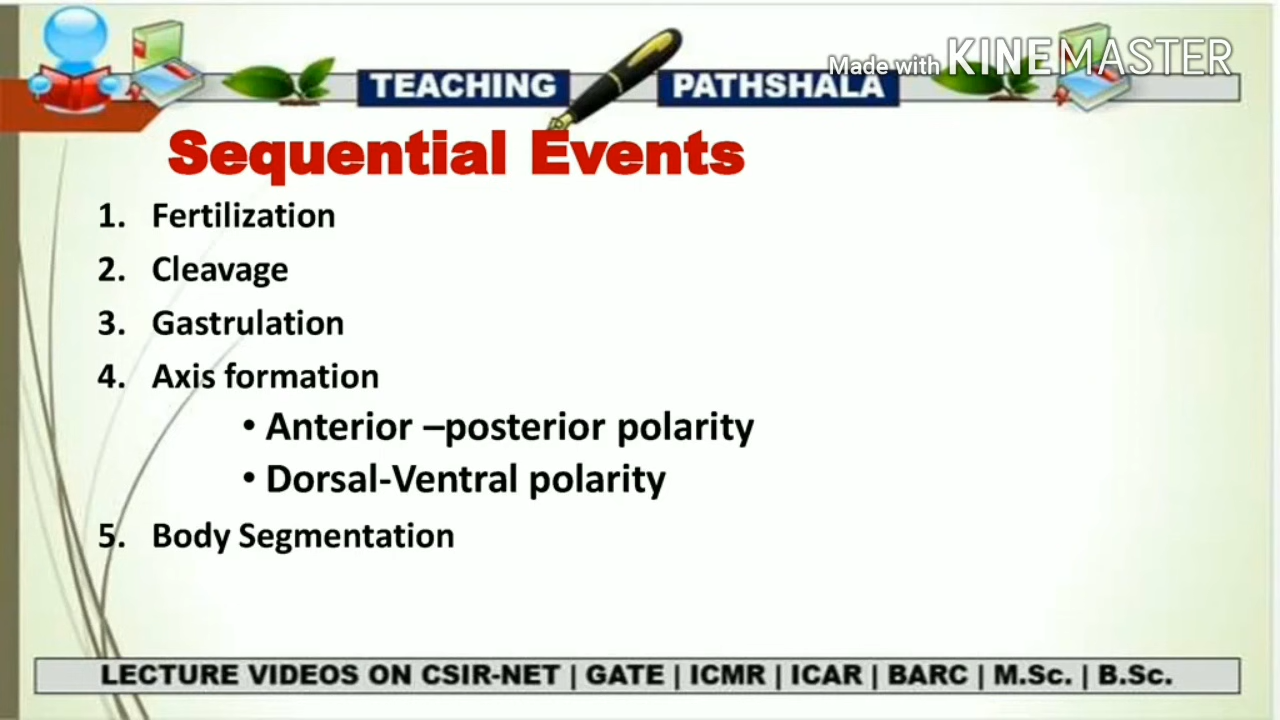 Made with KINEMASTER
TEACHING PATHSHALA
Sequential Events
1. Fertilization
2. Cleavage
3. Gastrulation
4. Axis formation
• Anterior –posterior polarity
• Dorsal-Ventral polarity
5. Body Segmentation
LECTURE VIDEOS ON CSIR-NET | GATE | ICMR | ICAR | BARC | M.Sc. | B.Sc.